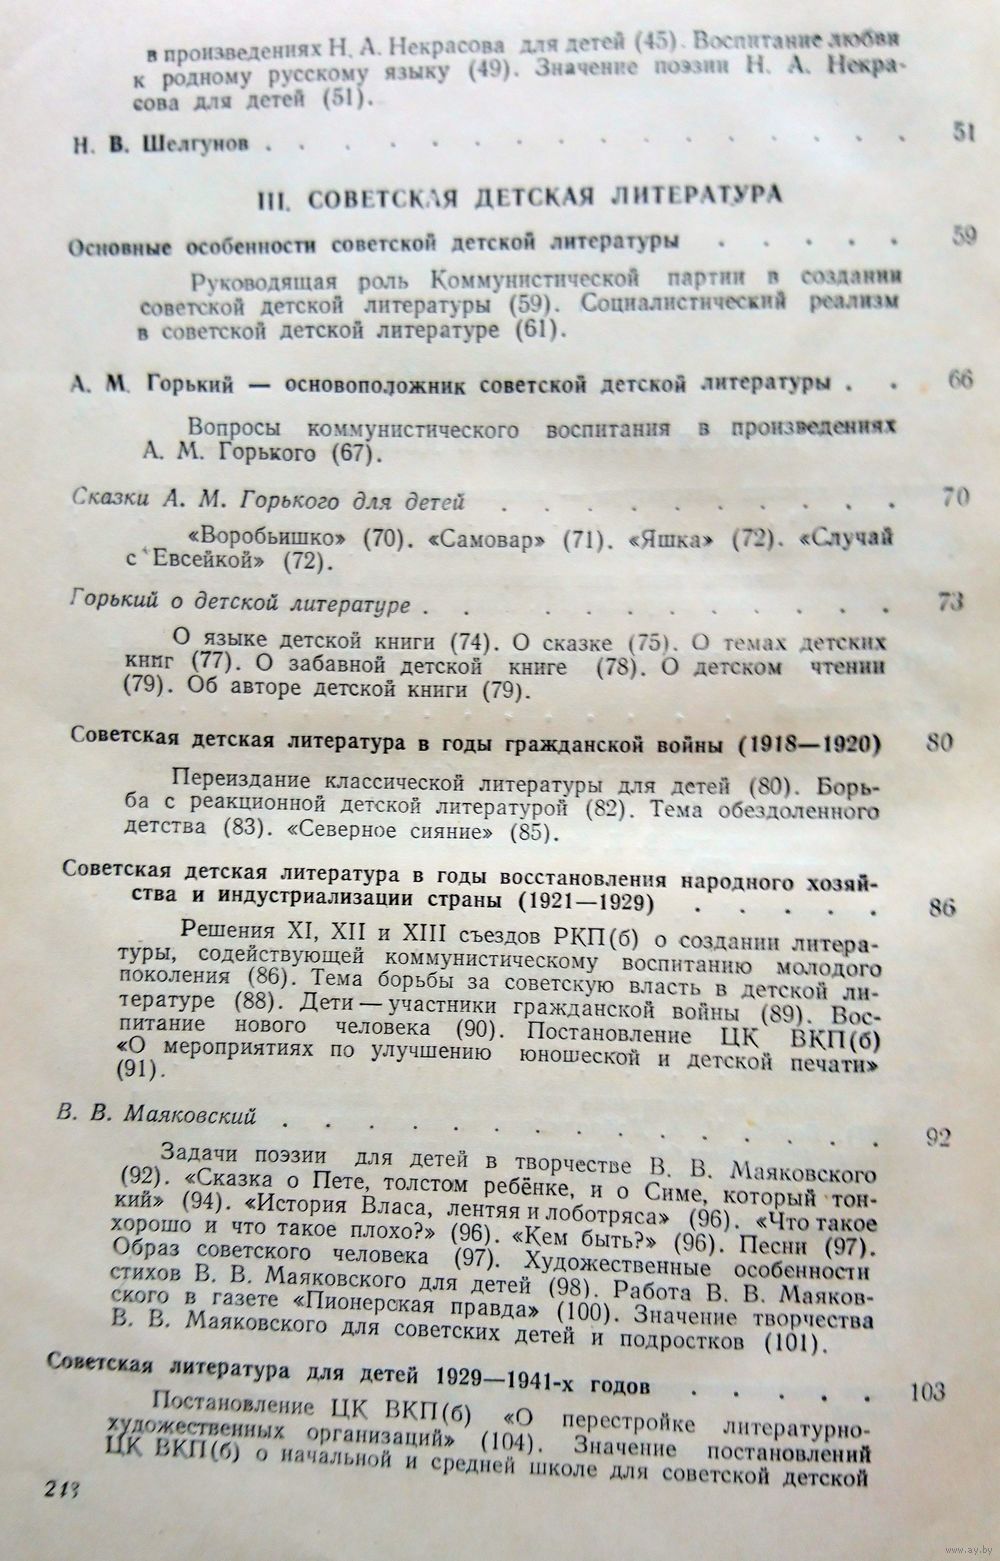 в произведениях Н. А. Некрасова для детей (45). Воспитание любви
к родному русскому языку (49). Значение поэзии Н. А. Некра-
сова для детей (51).
Н. В. Шелгунов . . . . . . . . . . . . . . . . 51
III. СОВЕТСКАЯ ДЕТСКАЯ ЛИТЕРАТУРА
Основные особенности советской детской литературы . . . . . 59
Руководящая роль Коммунистической партии в создании
советской детской литературы (59). Социалистический реализм
в советской детской литературе (61).
А. М. Горький — основоположник советской детской литературы . . 66
Вопросы коммунистического воспитания в произведениях
А. М. Горького (67).
Сказки А. М. Горького для детей . . . . . . . . . 70
«Воробьишко» (70). «Самовар» (71). «Яшка» (72). «Случай
с Евсейкой» (72).
Горький о детской литературе . . . . . . . . . . 73
О языке детской книги (74). О сказке (75). О темах детских
книг (77). О забавной детской книге (78). О детском чтении
(79). Об авторе детской книги (79).
Советская детская литература в годы гражданской войны (1918—1920) 80
Переиздание классической литературы для детей (80). Борь-
ба с реакционной детской литературой (82). Тема обездоленного
детства (83). «Северное сияние» (85).
Советская детская литература в годы восстановления народного хозяй-
ства и индустриализации страны (1921—1929) . . . . . 86
Решения XI, XII и XIII съездов РКП(б) о создании литера-
туры, содействующей коммунистическому воспитанию молодого
поколения (86). Тема борьбы за советскую власть в детской ли-
тературе (88). Дети — участники гражданской войны (89). Вос-
питание нового человека (90). Постановление ЦК ВКП(б)
«О мероприятиях по улучшению юношеской и детской печати»
(91).
В. В. Маяковский . . . . . . . . . . . . . . . 92
Задачи поэзии для детей в творчестве В. В. Маяковского
(92). «Сказка о Пете, толстом ребёнке, и о Симе, который тон-
кий» (94). «История Власа, лентяя и лоботряса» (96). «Что такое
хорошо и что такое плохо?» (96). «Кем быть?» (96). Песни (97).
Образ советского человека (97). Художественные особенности
стихов В. В. Маяковского для детей (98). Работа В. В. Маяков-
ского в газете «Пионерская правда» (100). Значение творчества
В. В. Маяковского для советских детей и подростков (101).
Советская литература для детей 1929—1941-х годов . . . . . 103
Постановление ЦК ВКП(б) «О перестройке литературно-
художественных организаций» (104). Значение постановлений
ЦК ВКП(б) о начальной и средней школе для советской детской
218
www.ay.by